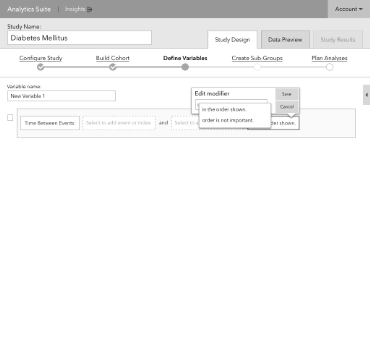 Analytics Suite | Insights
Account
Study Name:
Diabetes Mellitus
Study Design
Data Preview
Study Results
Configure Study
Build Cohort
Define Variables
Create Sub-Groups
Plan Analyses
Variable name:
New Variable 1
Edit modifier
Save
Cancel
in the order shown.
order is not important.
Time Between Events:
Select to add event or index
and
Select to
der shown.